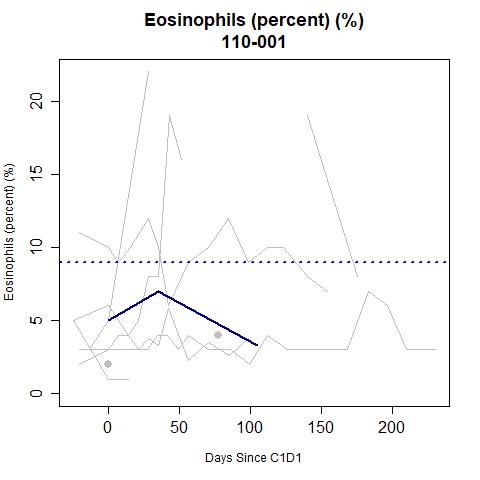 Eosinophils (percent) (%)
110-001
Eosinophils (percent) (%)
20
15
10
5
0
0 50 100 150 200
Days Since C1D1